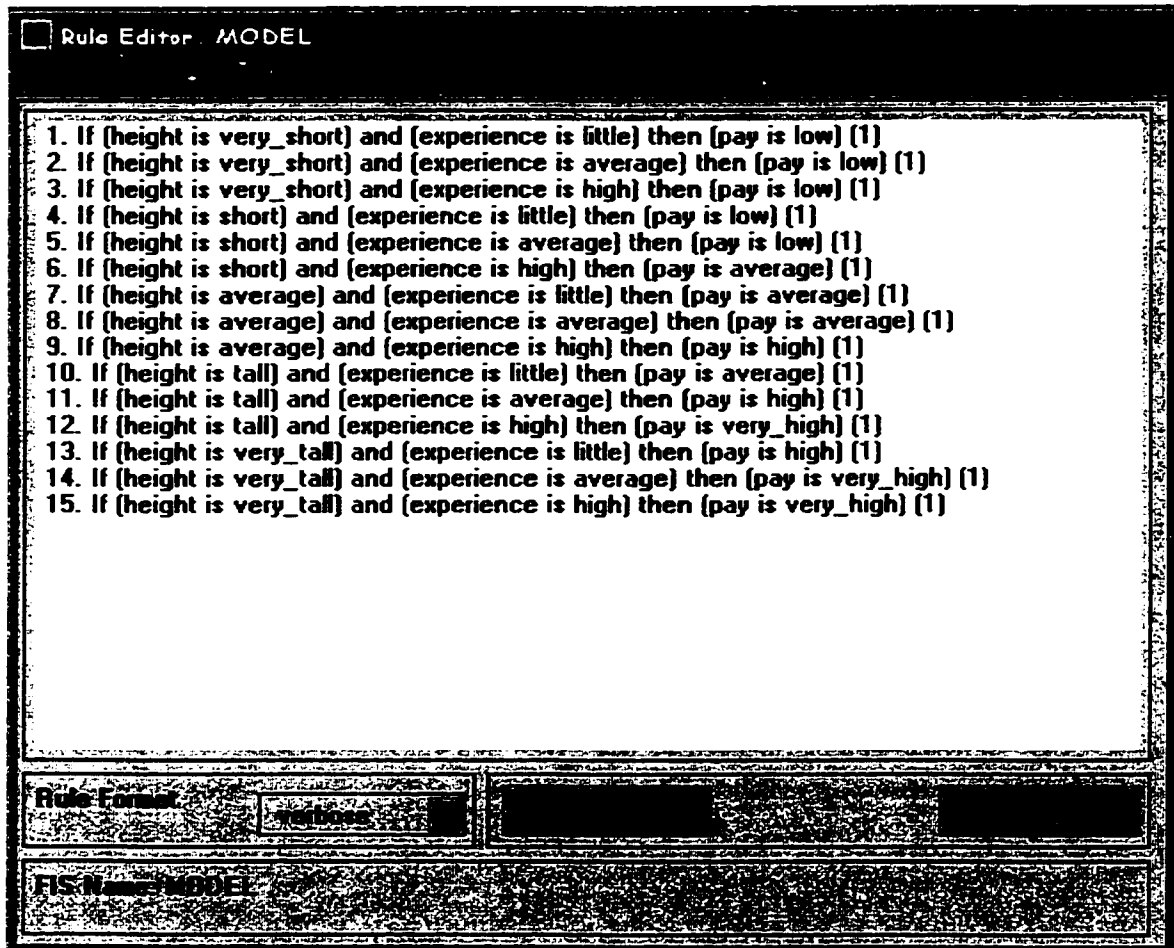 Rule Editor. MODEL
1. If (height is very_short) and (experience is little) then (pay is low) (1)
2. If (height is very_short) and (experience is average) then (pay is low) (1)
3. If (height is very_short) and (experience is high) then (pay is low) (1)
4. If (height is short) and (experience is little) then (pay is low) (1)
5. If (height is short) and (experience is average) then (pay is low) (1)
6. If (height is short) and (experience is high) then (pay is average) (1)
7. If (height is average) and (experience is little) then (pay is average) (1)
8. If (height is average) and (experience is average) then (pay is average) (1)
9. If (height is average) and (experience is high) then (pay is high) (1)
10. If (height is tall) and (experience is little) then (pay is average) (1)
11. If (height is tall) and (experience is average) then (pay is high) (1)
12. If (height is tall) and (experience is high) then (pay is very_high) (1)
13. If (height is very_tall) and (experience is little) then (pay is high) (1)
14. If (height is very_tall) and (experience is average) then (pay is very_high) (1)
15. If (height is very_tall) and (experience is high) then (pay is very_high) (1)
Rule Format
verbose
FIS Name: MODEL